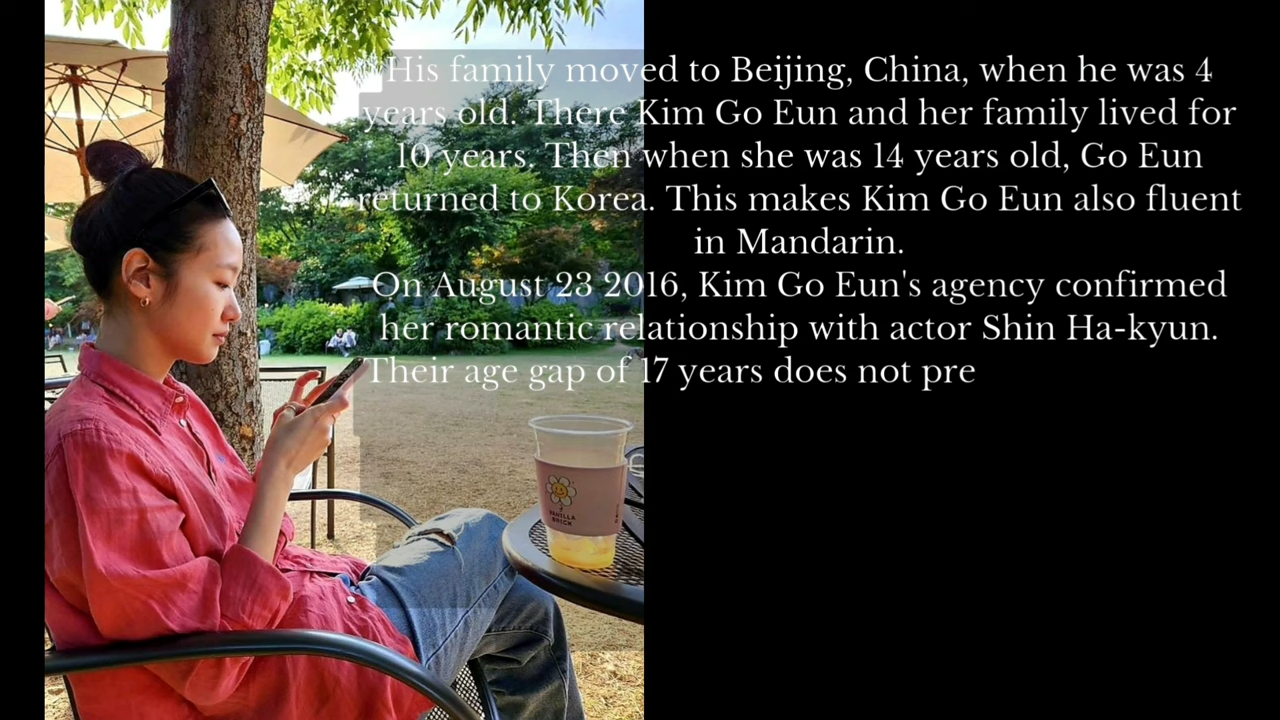 His family moved to Beijing, China, when he was 4
years old. There Kim Go Eun and her family lived for
10 years. Then when she was 14 years old, Go Eun
returned to Korea. This makes Kim Go Eun also fluent
in Mandarin.
On August 23 2016, Kim Go Eun's agency confirmed
her romantic relationship with actor Shin Ha-kyun.
Their age gap of 17 years does not pre
VANILLA
BRICK